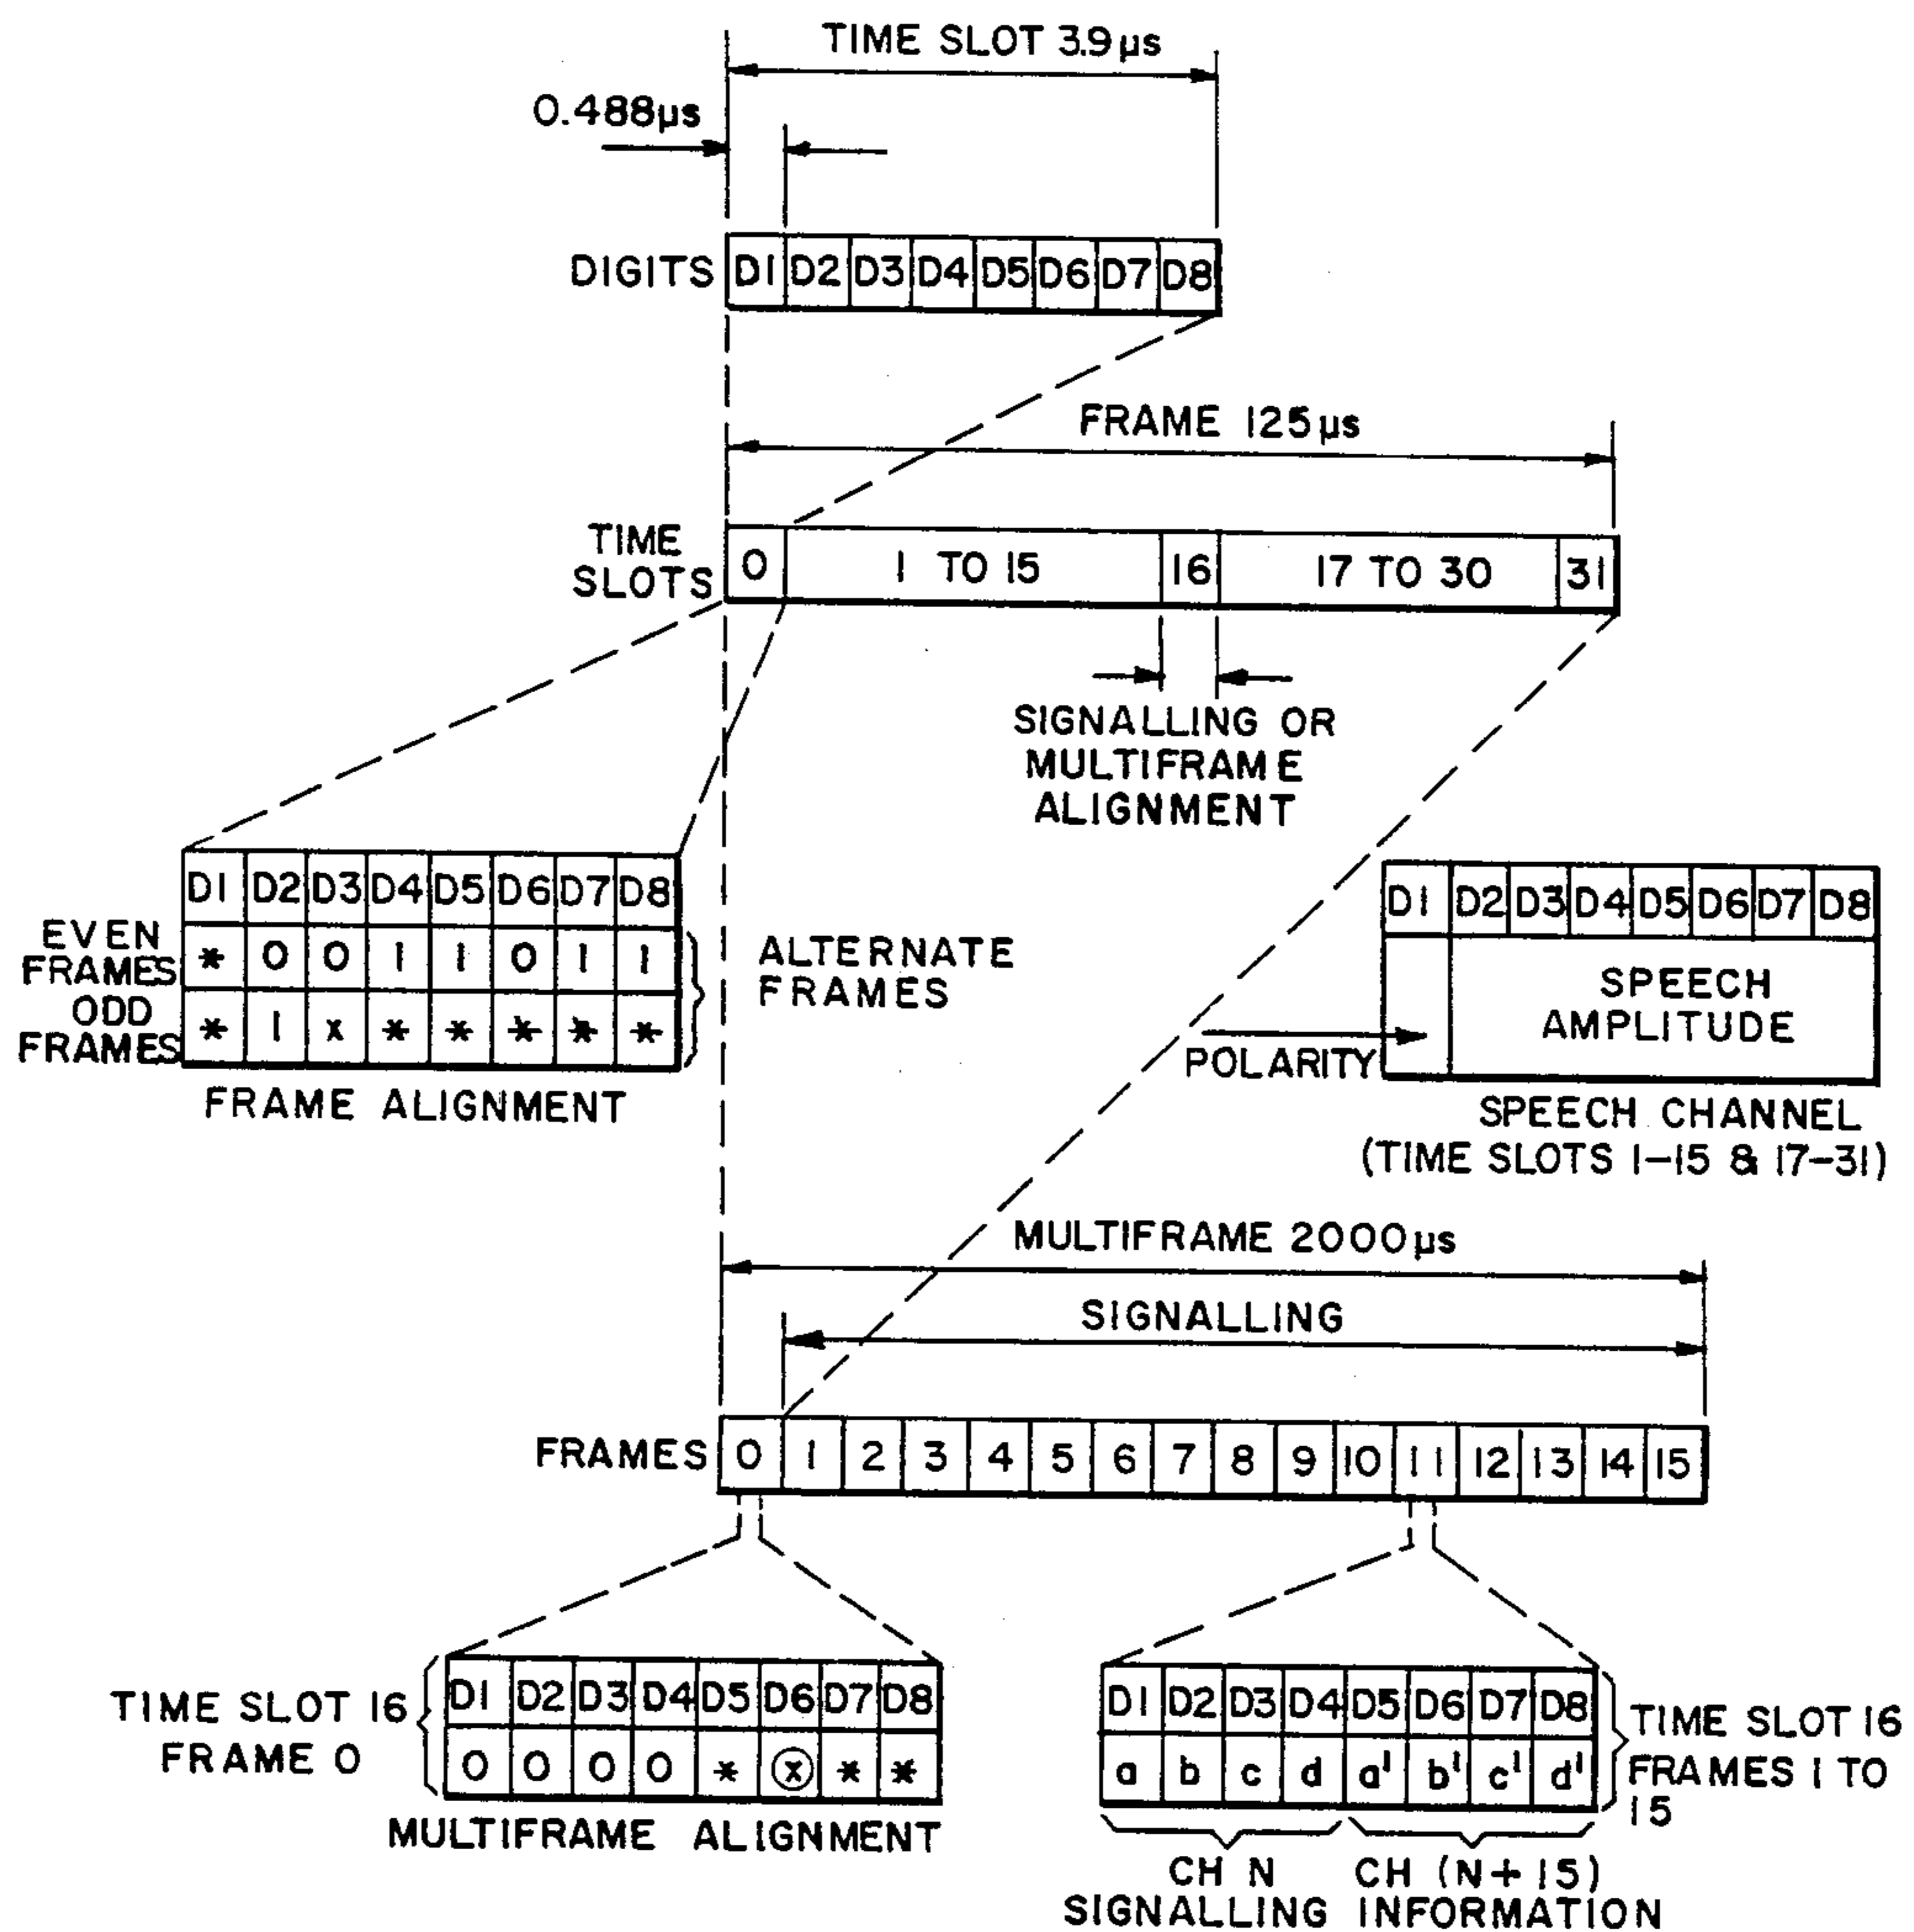 TIME SLOT 3.9 µs
0.488µs
DIGITS D1 D2 D3 D4 D5 D6 D7 D8
FRAME 125 µs
TIME SLOTS 0 1 TO 15 16 17 TO 30 31
SIGNALLING OR
MULTIFRAME
ALIGNMENT
D1 D2 D3 D4 D5 D6 D7 D8
EVEN FRAMES * 0 0 1 1 0 1 1
ODD FRAMES * 1 x * * * * *
ALTERNATE
FRAMES
FRAME ALIGNMENT
D1 D2 D3 D4 D5 D6 D7 D8
SPEECH
AMPLITUDE
POLARITY
SPEECH CHANNEL
(TIME SLOTS 1-15 & 17-31)
MULTIFRAME 2000 µs
SIGNALLING
FRAMES 0 1 2 3 4 5 6 7 8 9 10 11 12 13 14 15
TIME SLOT 16
FRAME 0
D1 D2 D3 D4 D5 D6 D7 D8
0 0 0 0 * ⓧ * *
MULTIFRAME ALIGNMENT
D1 D2 D3 D4 D5 D6 D7 D8
a b c d a' b' c' d'
TIME SLOT 16
FRAMES 1 TO
15
CH N CH (N+15)
SIGNALLING INFORMATION